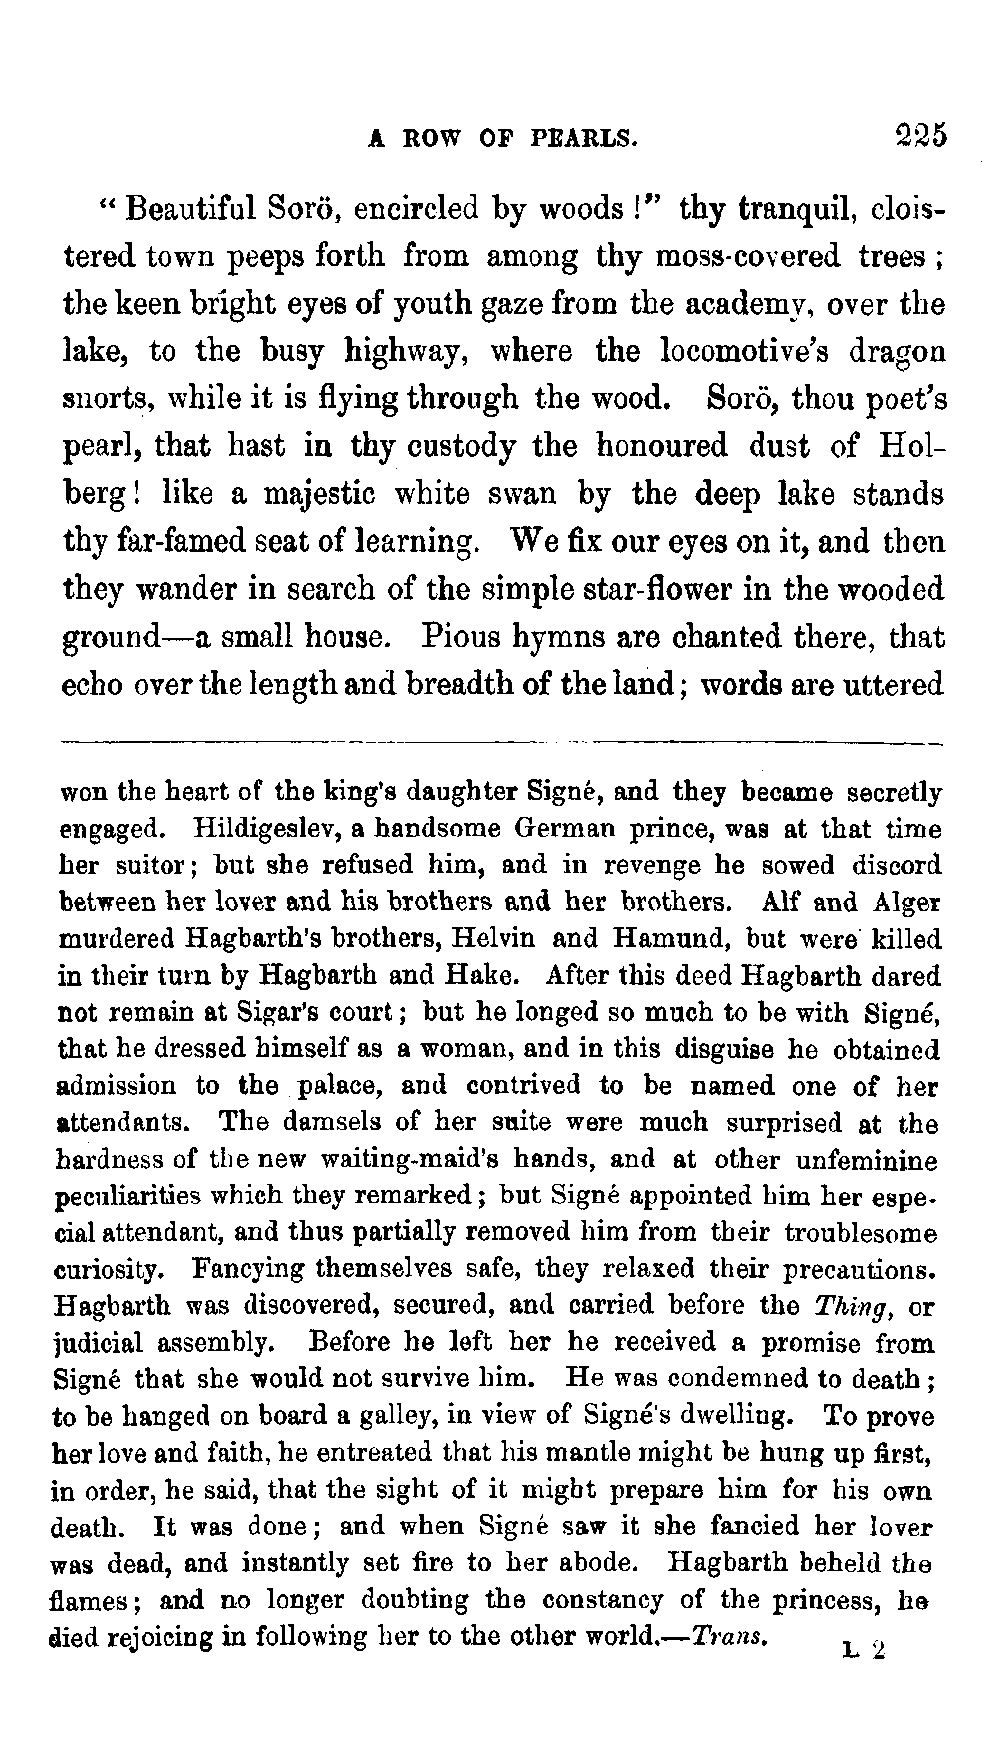 A ROW OF PEARLS. 225
“ Beautiful Sorö, encircled by woods !” thy tranquil, clois-
tered town peeps forth from among thy moss-covered trees ;
the keen bright eyes of youth gaze from the academy, over the
lake, to the busy highway, where the locomotive's dragon
snorts, while it is flying through the wood. Sorö, thou poet's
pearl, that hast in thy custody the honoured dust of Hol-
berg! like a majestic white swan by the deep lake stands
thy far-famed seat of learning. We fix our eyes on it, and then
they wander in search of the simple star-flower in the wooded
ground—a small house. Pious hymns are chanted there, that
echo over the length and breadth of the land; words are uttered
won the heart of the king's daughter Signé, and they became secretly
engaged. Hildigeslev, a handsome German prince, was at that time
her suitor; but she refused him, and in revenge he sowed discord
between her lover and his brothers and her brothers. Alf and Alger
murdered Hagbarth's brothers, Helvin and Hamund, but were killed
in their turn by Hagbarth and Hake. After this deed Hagbarth dared
not remain at Sigar's court; but he longed so much to be with Signé,
that he dressed himself as a woman, and in this disguise he obtained
admission to the palace, and contrived to be named one of her
attendants. The damsels of her suite were much surprised at the
hardness of the new waiting-maid's hands, and at other unfeminine
peculiarities which they remarked; but Signé appointed him her espe-
cial attendant, and thus partially removed him from their troublesome
curiosity. Fancying themselves safe, they relaxed their precautions.
Hagbarth was discovered, secured, and carried before the Thing, or
judicial assembly. Before he left her he received a promise from
Signé that she would not survive him. He was condemned to death;
to be hanged on board a galley, in view of Signé's dwelling. To prove
her love and faith, he entreated that his mantle might be hung up first,
in order, he said, that the sight of it might prepare him for his own
death. It was done; and when Signé saw it she fancied her lover
was dead, and instantly set fire to her abode. Hagbarth beheld the
flames; and no longer doubting the constancy of the princess, he
died rejoicing in following her to the other world.—Trans.
L 2